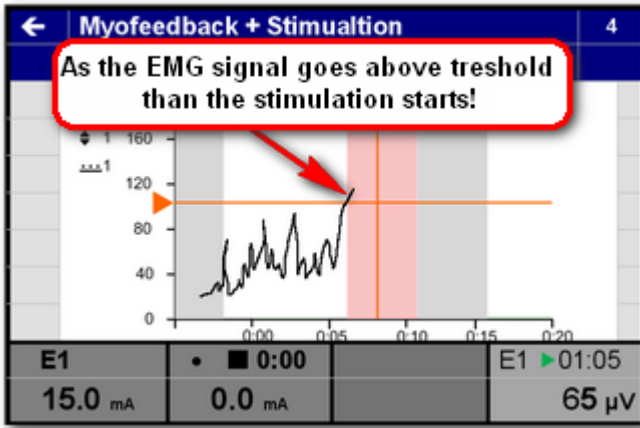 Myofeedback + Stimualtion 4
As the EMG signal goes above treshold
than the stimulation starts!
1 160
1
120
80
40
0
0:00 0:05 0:10 0:15 0:20
E1 0:00 E1 01:05
15.0 mA 0.0 mA 65 µV